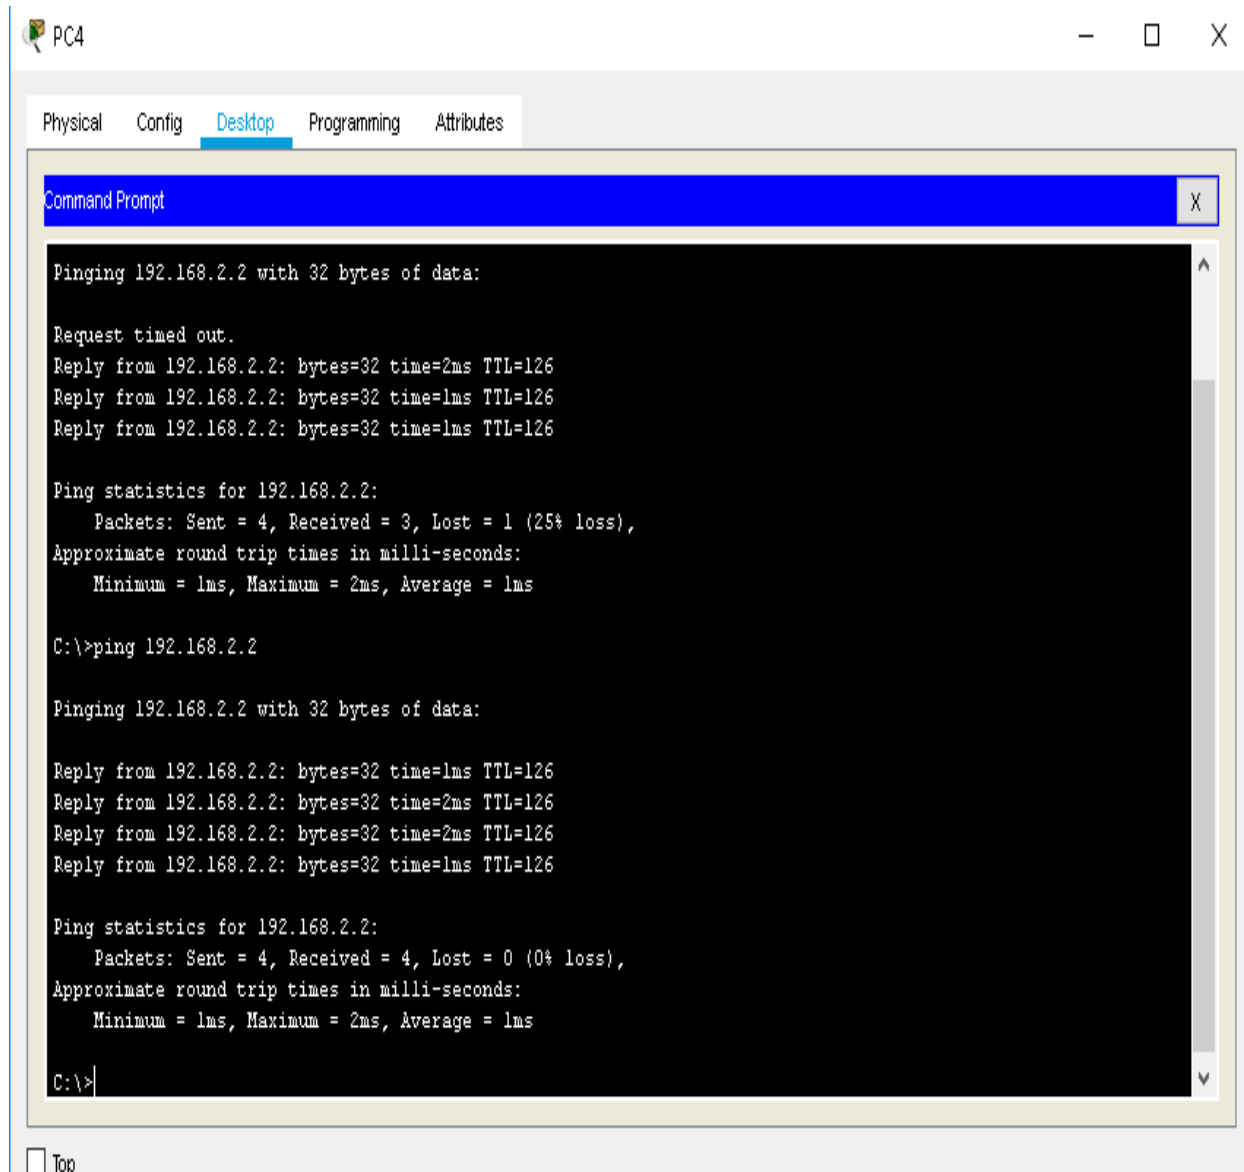 PC4
Physical Config Desktop Programming Attributes
Command Prompt
X
Pinging 192.168.2.2 with 32 bytes of data:
Request timed out.
Reply from 192.168.2.2: bytes=32 time=2ms TTL=126
Reply from 192.168.2.2: bytes=32 time=1ms TTL=126
Reply from 192.168.2.2: bytes=32 time=1ms TTL=126
Ping statistics for 192.168.2.2:
    Packets: Sent = 4, Received = 3, Lost = 1 (25% loss),
Approximate round trip times in milli-seconds:
    Minimum = 1ms, Maximum = 2ms, Average = 1ms
C:\>ping 192.168.2.2
Pinging 192.168.2.2 with 32 bytes of data:
Reply from 192.168.2.2: bytes=32 time=1ms TTL=126
Reply from 192.168.2.2: bytes=32 time=2ms TTL=126
Reply from 192.168.2.2: bytes=32 time=2ms TTL=126
Reply from 192.168.2.2: bytes=32 time=1ms TTL=126
Ping statistics for 192.168.2.2:
    Packets: Sent = 4, Received = 4, Lost = 0 (0% loss),
Approximate round trip times in milli-seconds:
    Minimum = 1ms, Maximum = 2ms, Average = 1ms
C:\>
Top